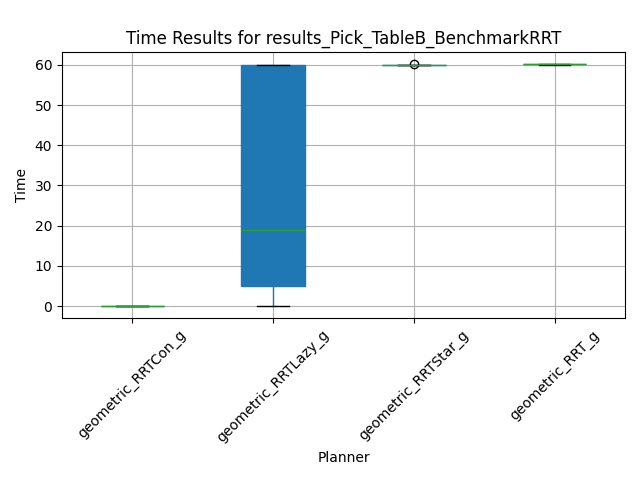 Time Results for results_Pick_TableB_BenchmarkRRT
60
50
40
30
20
10
0
Time
geometric_RRTCon_g
geometric_RRTLazy_g
geometric_RRTStar_g
geometric_RRT_g
Planner